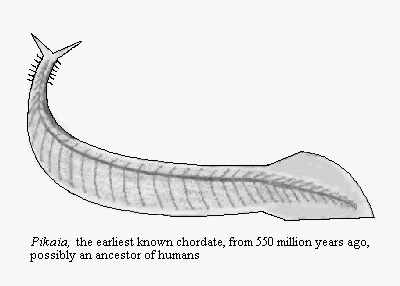 Pikaia, the earliest known chordate, from 550 million years ago,
possibly an ancestor of humans